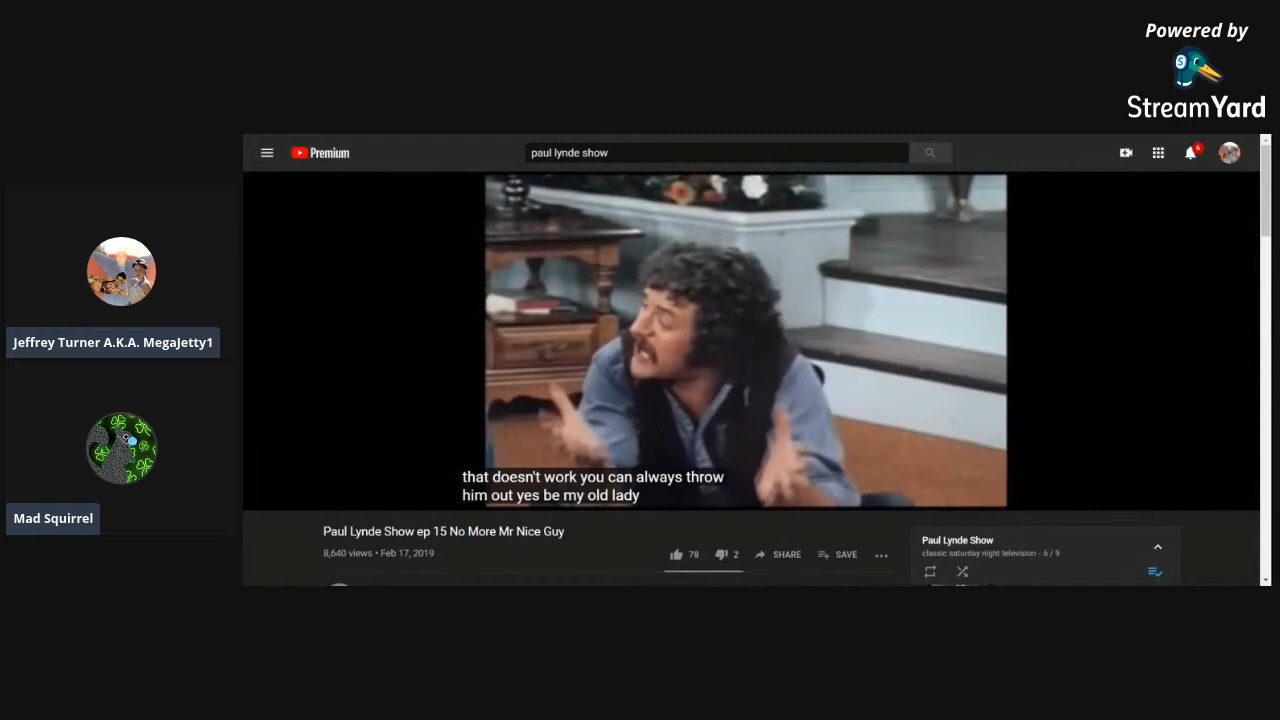 Powered by
StreamYard
Premium
paul lynde show
6
Jeffrey Turner A.K.A. MegaJetty1
Mad Squirrel
that doesn't work you can always throw
him out yes be my old lady
Paul Lynde Show ep 15 No More Mr Nice Guy
8,640 views • Feb 17, 2019
78
2
SHARE
SAVE
Paul Lynde Show
classic saturday night television - 6 / 9